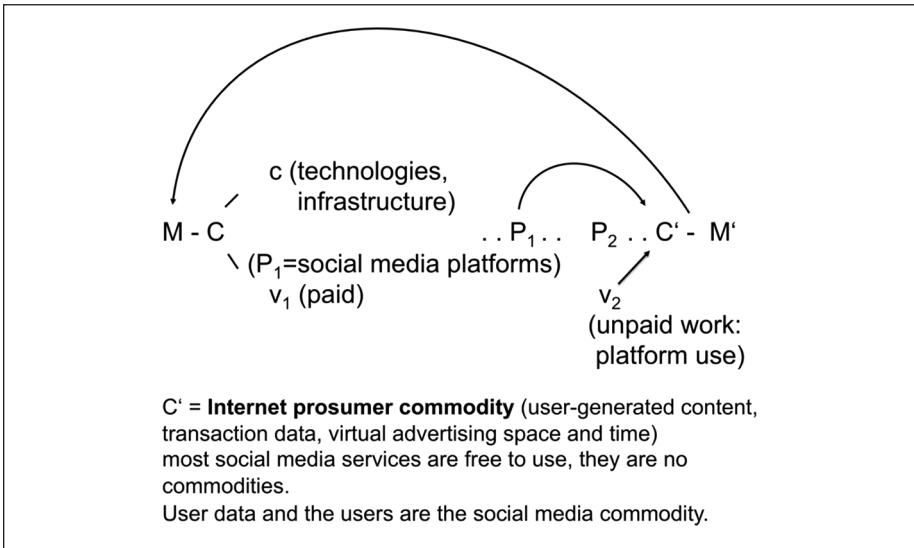 c (technologies,
infrastructure)
M - C . . P₁ . . P₂ . . C‘ - M‘
(P₁=social media platforms)
v₁ (paid) v₂
(unpaid work:
platform use)
C‘ = Internet prosumer commodity (user-generated content,
transaction data, virtual advertising space and time)
most social media services are free to use, they are no
commodities.
User data and the users are the social media commodity.